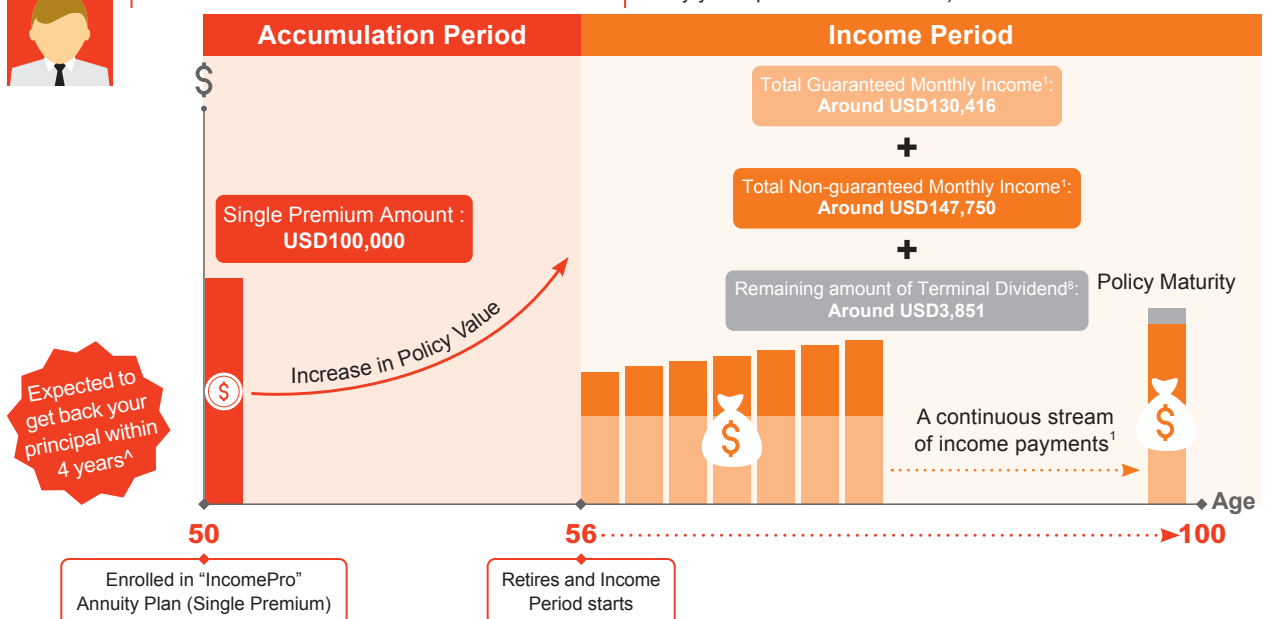 Accumulation Period
Income Period
$
Total Guaranteed Monthly Income¹:
Around USD130,416
+
Total Non-guaranteed Monthly Income¹:
Around USD147,750
+
Remaining amount of Terminal Dividend⁸:
Around USD3,851
Single Premium Amount :
USD100,000
Increase in Policy Value
$
Expected to
get back your
principal within
4 years^
$
A continuous stream
of income payments¹
Policy Maturity
$
Age
50
56
100
Enrolled in “IncomePro”
Annuity Plan (Single Premium)
Retires and Income
Period starts